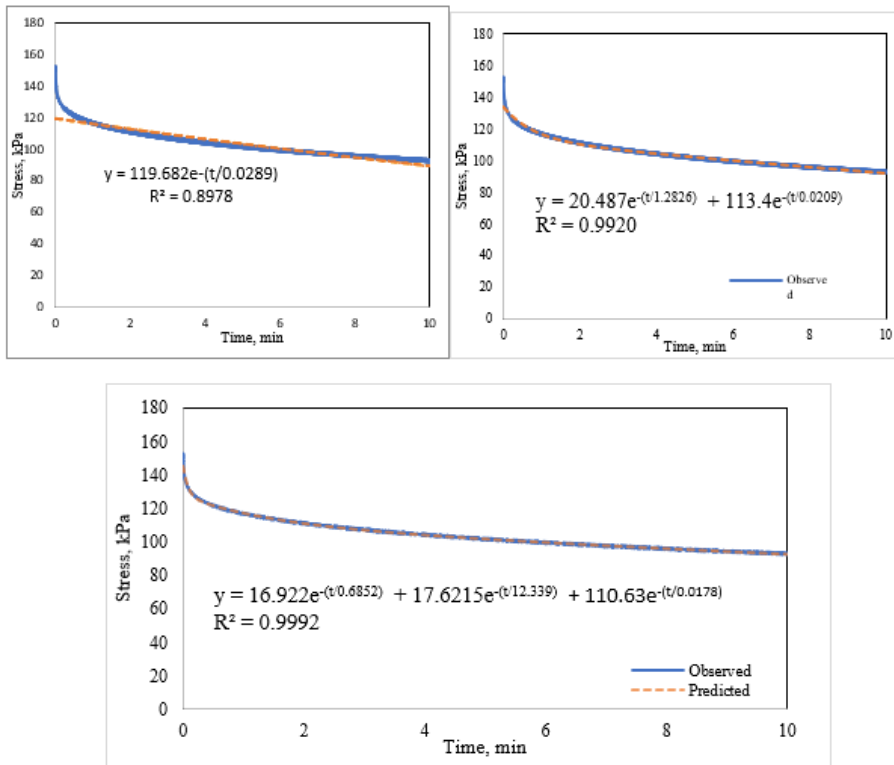 180
160
140
120
100
80
60
40
20
0
Stress, kPa
y = 119.682e-(t/0.0289)
R² = 0.8978
0 2 4 6 8 10
Time, min
180
160
140
120
100
80
60
40
20
0
Stress, kPa
y = 20.487e-(t/1.2826) + 113.4e-(t/0.0209)
R² = 0.9920
Observe
d
0 2 4 6 8 10
Time, min
180
160
140
120
100
80
60
40
20
0
Stress, kPa
y = 16.922e-(t/0.6852) + 17.6215e-(t/12.339) + 110.63e-(t/0.0178)
R² = 0.9992
Observed
Predicted
0 2 4 6 8 10
Time, min